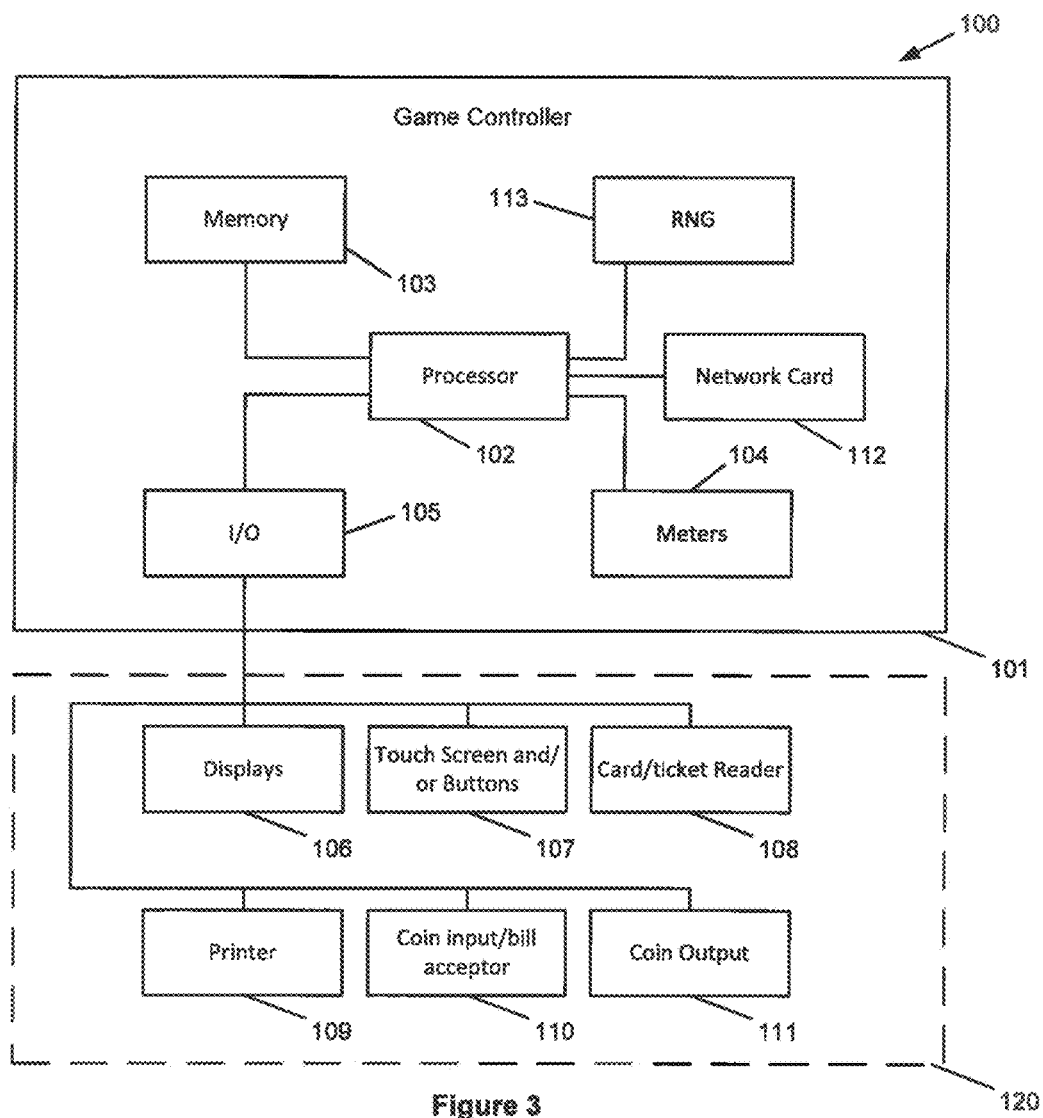 100
Game Controller
Memory
113
RNG
103
Processor
Network Card
102
104
112
I/O
105
Meters
101
Displays
Touch Screen and/
or Buttons
Card/ticket Reader
106
107
108
Printer
Coin input/bill
acceptor
Coin Output
109
110
111
120
Figure 3